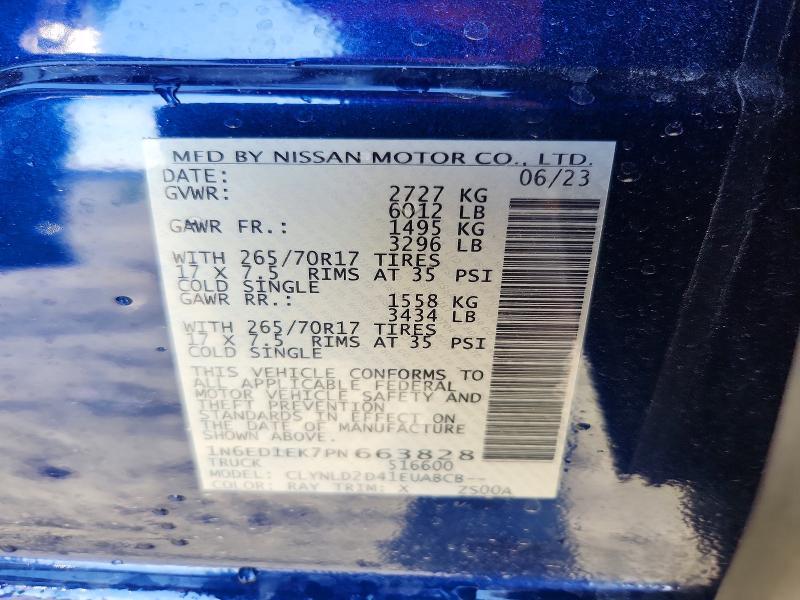 MFD BY NISSAN MOTOR CO., LTD.
DATE: 06/23
GVWR: 2727 KG
6012 LB
GAWR FR.: 1495 KG
3296 LB
WITH 265/70R17 TIRES
17 X 7.5 RIMS AT 35 PSI
COLD SINGLE
GAWR RR.: 1558 KG
3434 LB
WITH 265/70R17 TIRES
17 X 7.5 RIMS AT 35 PSI
COLD SINGLE
THIS VEHICLE CONFORMS TO
ALL APPLICABLE FEDERAL
MOTOR VEHICLE SAFETY AND
THEFT PREVENTION
STANDARDS IN EFFECT ON
THE DATE OF MANUFACTURE
SHOWN ABOVE.
1N6ED1EK7PN663828
TRUCK 516600
MODEL: CLYNLD2D41EUABCB--
COLOR: RAY TRIM: X ZS00A